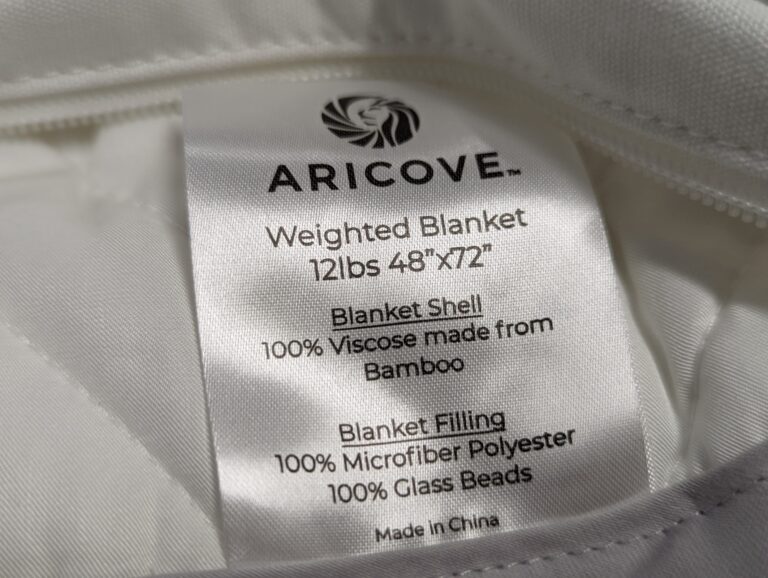 ARICOVE™
Weighted Blanket
12lbs 48"x72"
Blanket Shell
100% Viscose made from
Bamboo
Blanket Filling
100% Microfiber Polyester
100% Glass Beads
Made in China